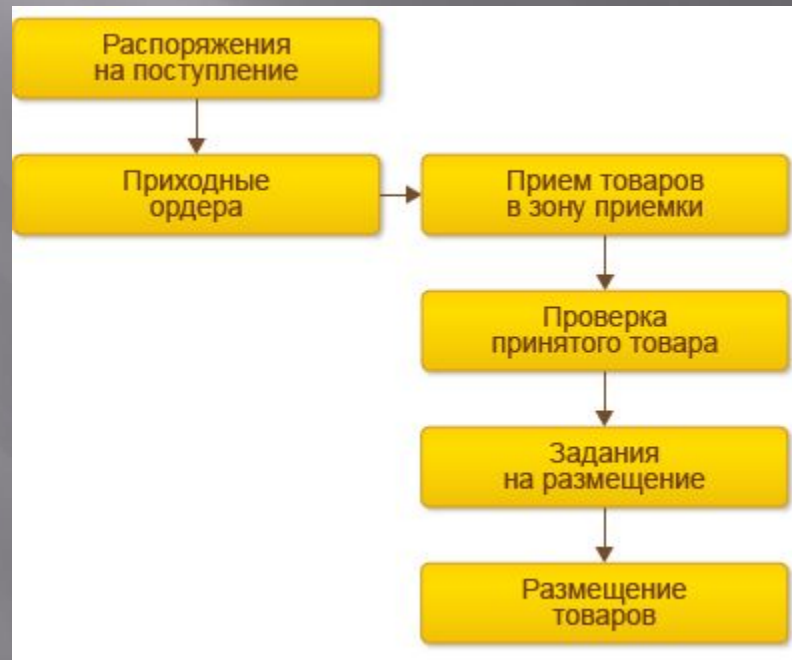 Распоряжения
на поступление
Приходные
ордера
Прием товаров
в зону приемки
Проверка
принятого товара
Задания
на размещение
Размещение
товаров